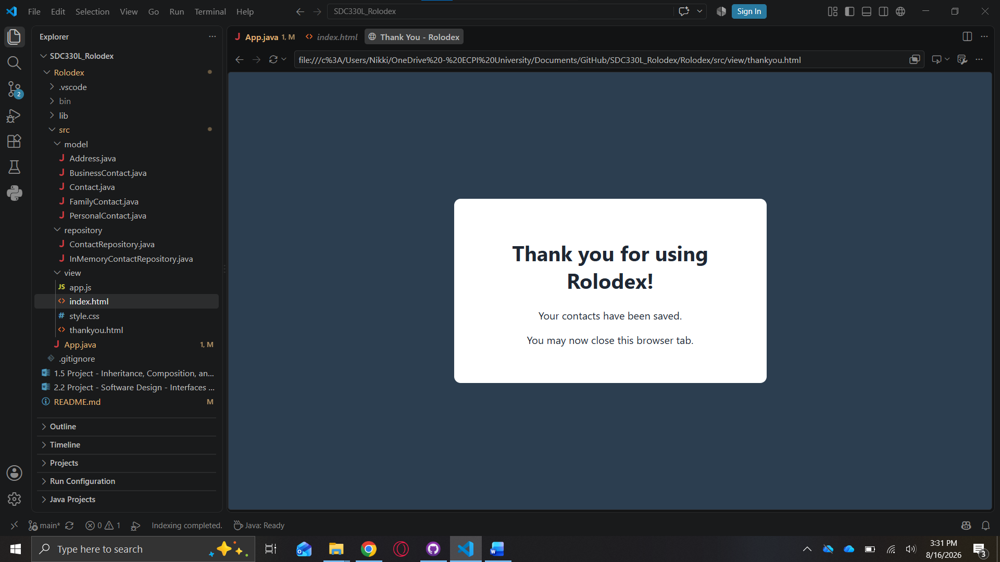 File Edit Selection View Go Run Terminal Help
SDC330L_Rolodex
Sign In
Explorer
SDC330L_Rolodex
Rolodex
.vscode
bin
lib
src
model
J Address.java
J BusinessContact.java
J Contact.java
J FamilyContact.java
J PersonalContact.java
repository
J ContactRepository.java
J InMemoryContactRepository.java
view
JS app.js
<> index.html
# style.css
<> thankyou.html
J App.java 1, M
.gitignore
1.5 Project - Inheritance, Composition, an...
2.2 Project - Software Design - Interfaces ...
README.md M
Outline
Timeline
Projects
Run Configuration
Java Projects
2
J App.java 1, M <> index.html Thank You - Rolodex
file:///c%3A/Users/Nikki/OneDrive%20-%20ECPI%20University/Documents/GitHub/SDC330L_Rolodex/Rolodex/src/view/thankyou.html
Thank you for using
Rolodex!
Your contacts have been saved.
You may now close this browser tab.
main* 0 1 Indexing completed. Java: Ready
Type here to search
3:31 PM
8/16/2026
3